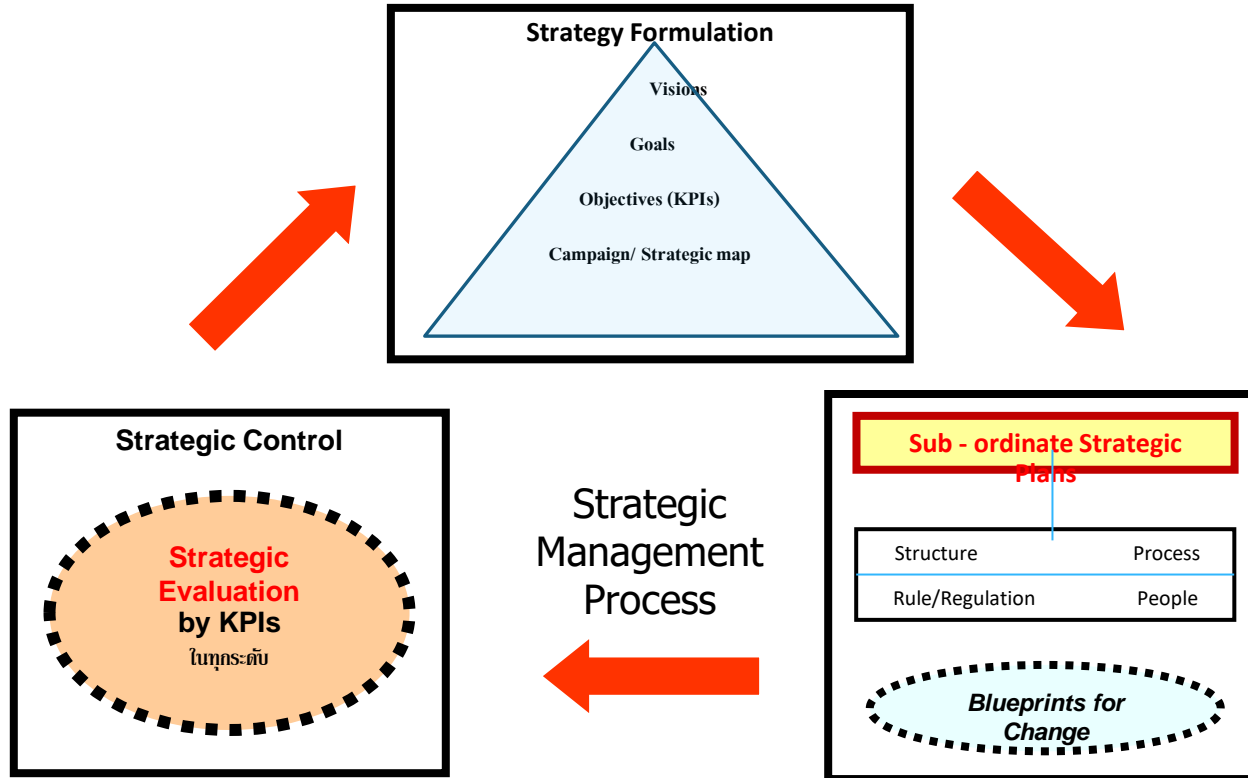 Strategy Formulation
Visions
Goals
Objectives (KPIs)
Campaign/ Strategic map
Sub - ordinate Strategic
Plans
Structure Process
Rule/Regulation People
Blueprints for
Change
Strategic
Management
Process
Strategic Control
Strategic
Evaluation
by KPIs
ในทุกระดับ